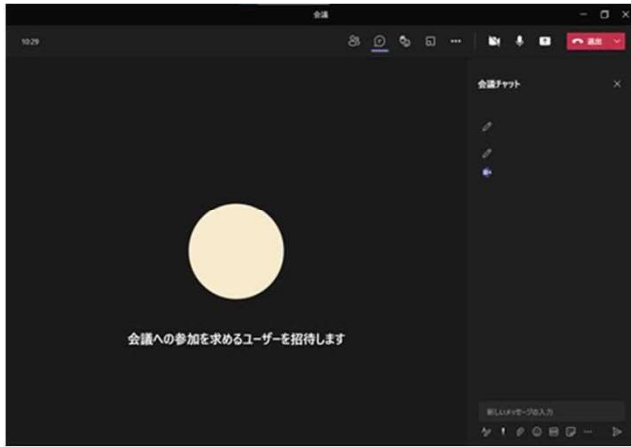 会議
10:29
退出
会議チャット
会議への参加を求めるユーザーを招待します
新しいメッセージの入力